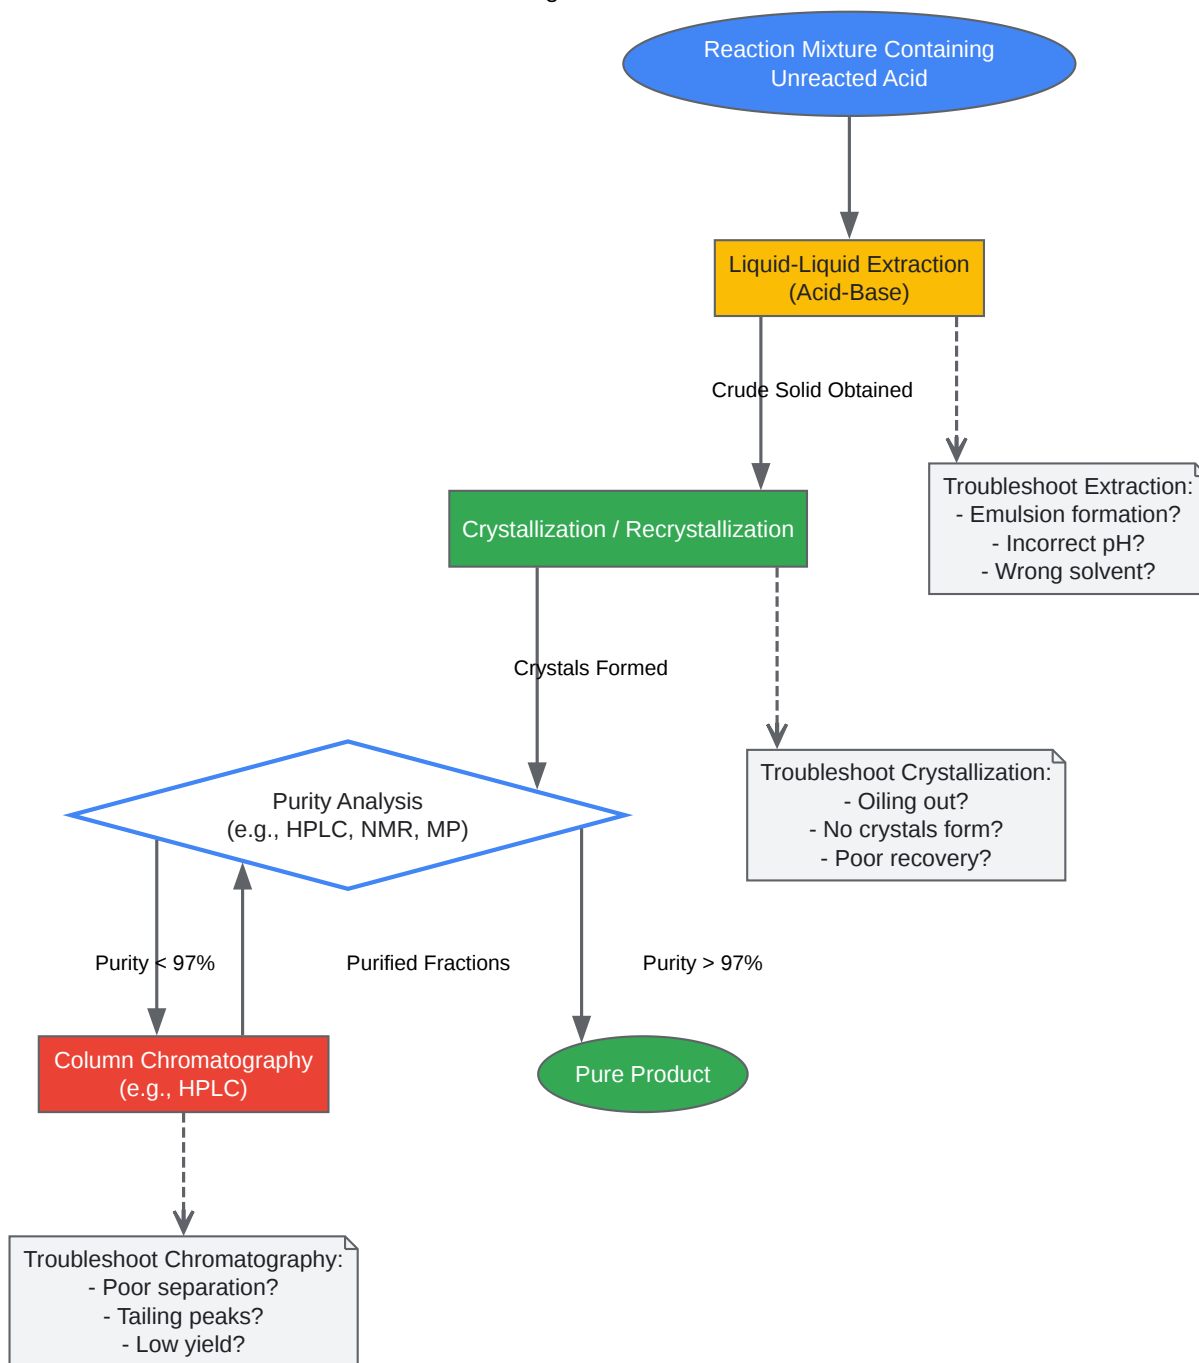 Reaction Mixture Containing
Unreacted Acid
Liquid-Liquid Extraction
(Acid-Base)
Crude Solid Obtained
Troubleshoot Extraction:
- Emulsion formation?
- Incorrect pH?
- Wrong solvent?
Crystallization / Recrystallization
Crystals Formed
Troubleshoot Crystallization:
- Oiling out?
- No crystals form?
- Poor recovery?
Purity Analysis
(e.g., HPLC, NMR, MP)
Purity < 97%
Purified Fractions
Purity > 97%
Column Chromatography
(e.g., HPLC)
Pure Product
Troubleshoot Chromatography:
- Poor separation?
- Tailing peaks?
- Low yield?